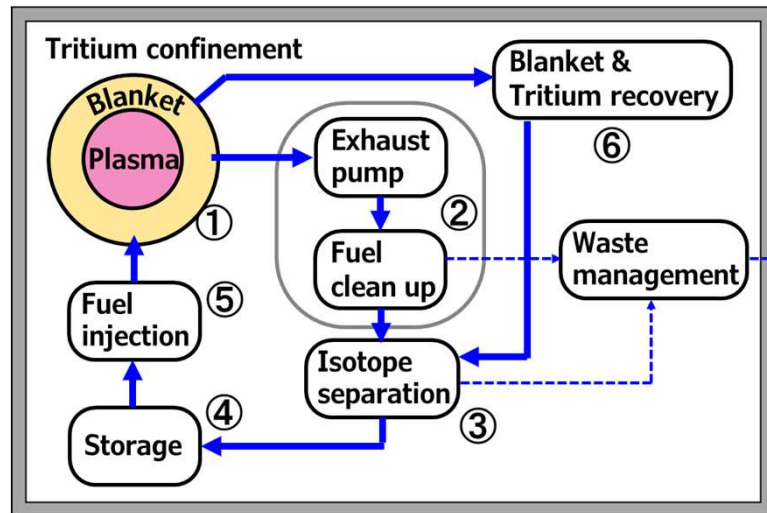 Tritium confinement
Blanket
Plasma
①
Exhaust
pump
②
Fuel
clean up
Blanket &
Tritium recovery
⑥
Waste
management
Fuel
injection
⑤
Isotope
separation
③
Storage
④